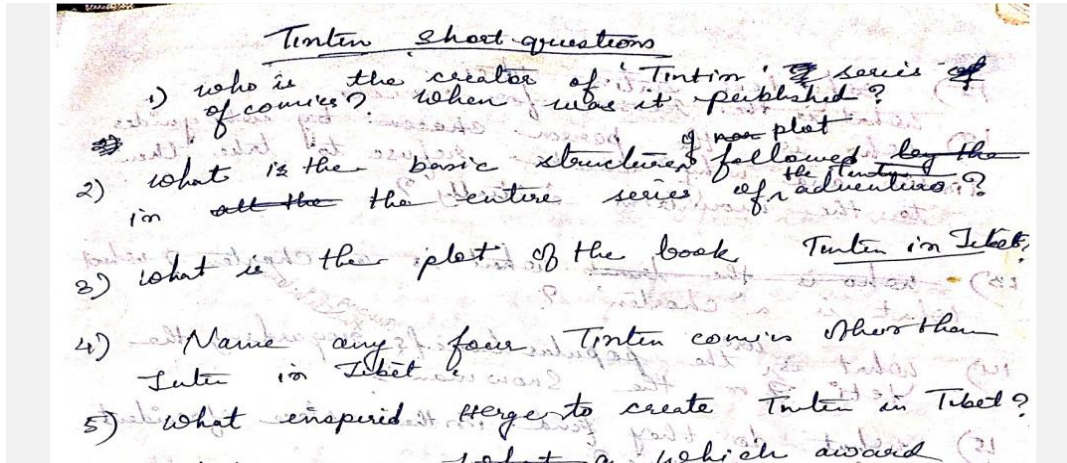 Tintin short questions
1) who is the creator of 'Tintin' series
of comics? When was it published?
of plot
2) what is the basic structure followed by the
in all the the entire series of the Tintin adventures?
3) what is the plot of the book Tintin in Tibet?
4) Name any four Tintin comics other than
Tintin in Tibet.
5) what inspired Herge to create Tintin in Tibet?
what which award